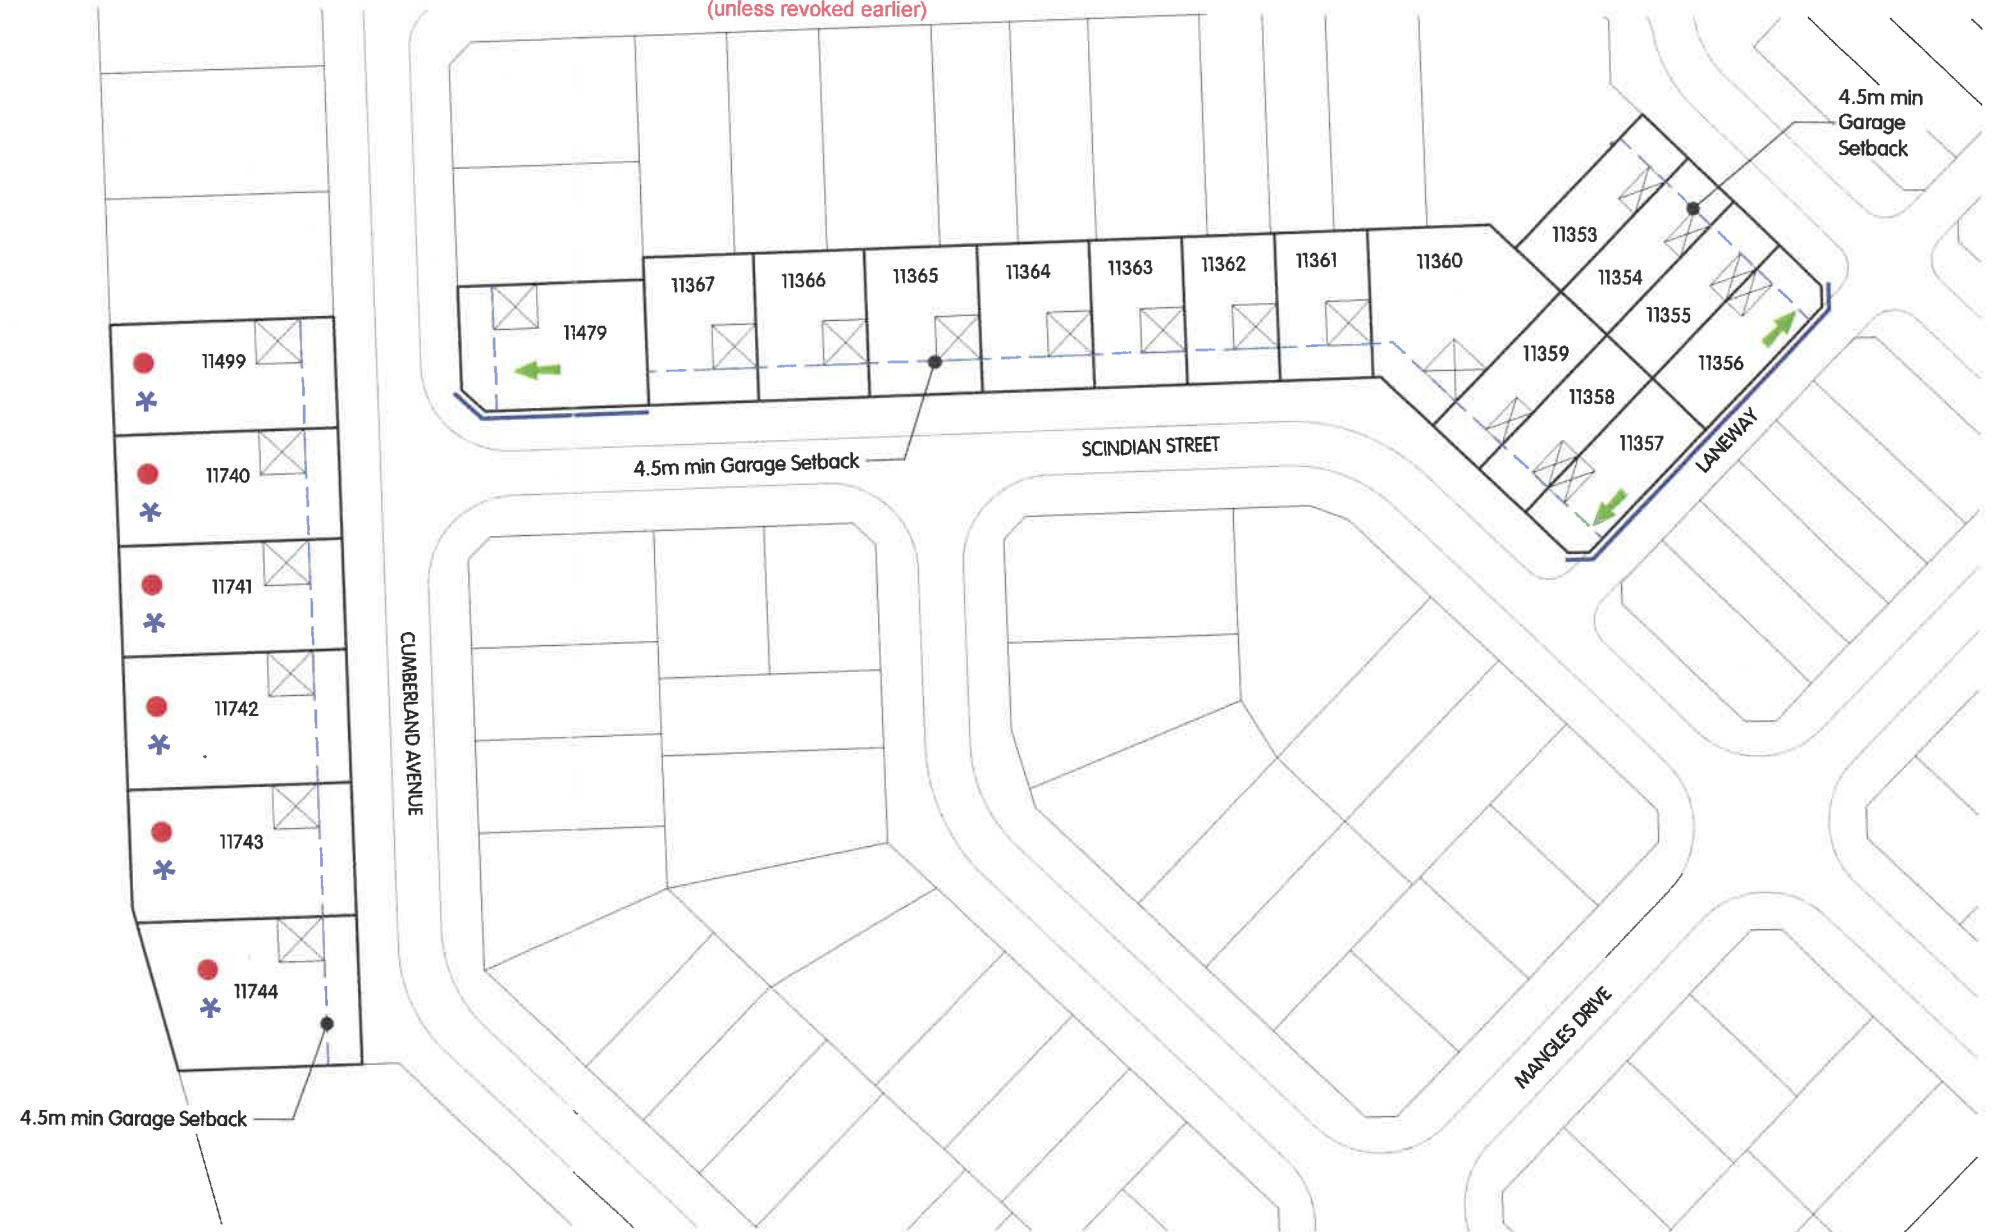 (unless revoked earlier)
4.5m min
Garage
Setback
11353
11354
11355
11356
11367
11366
11365
11364
11363
11362
11361
11360
11479
11359
11358
11357
LANEWAY
11499
11740
11741
11742
11743
11744
4.5m min Garage Setback
SCINDIAN STREET
CUMBERLAND AVENUE
MANGLES DRIVE
4.5m min Garage Setback